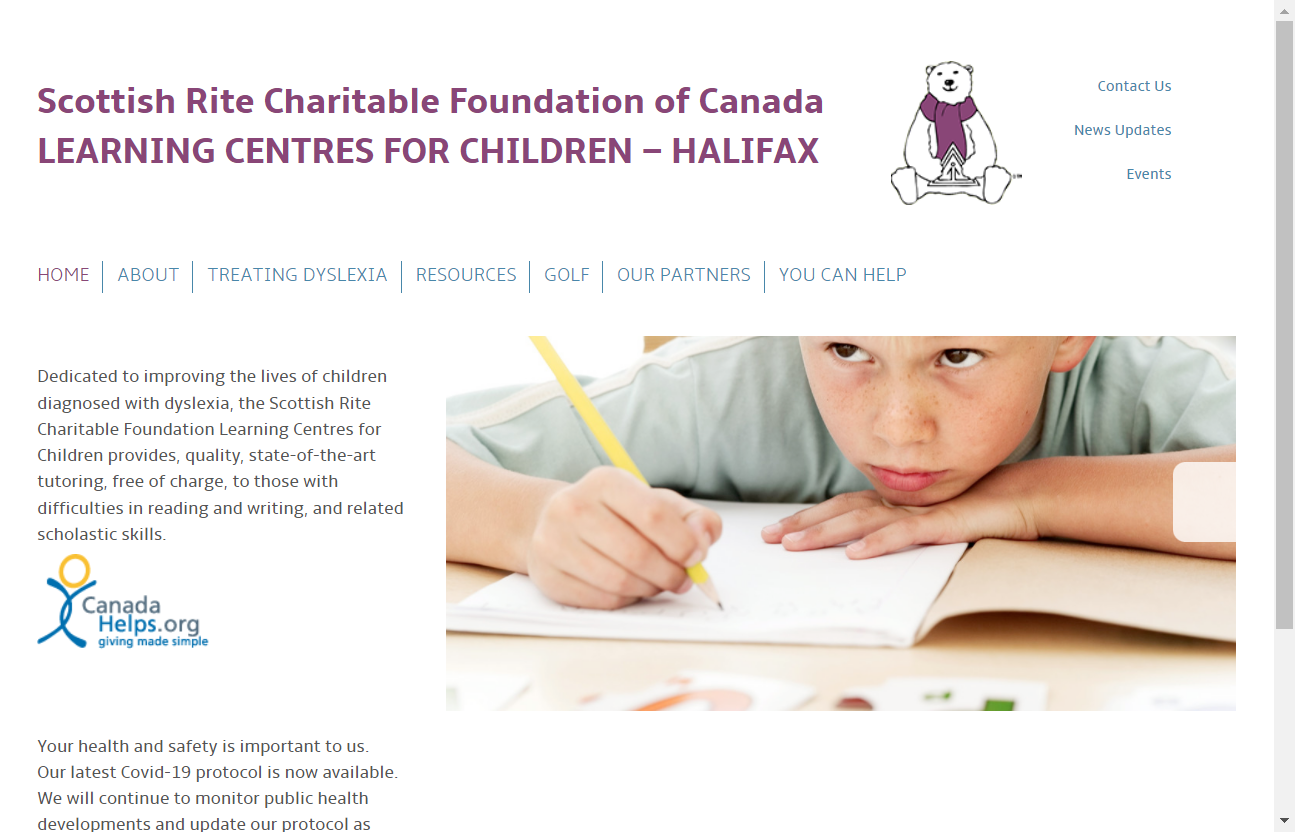 Scottish Rite Charitable Foundation of Canada
LEARNING CENTRES FOR CHILDREN – HALIFAX
Contact Us
News Updates
Events
HOME
ABOUT
TREATING DYSLEXIA
RESOURCES
GOLF
OUR PARTNERS
YOU CAN HELP
Dedicated to improving the lives of children
diagnosed with dyslexia, the Scottish Rite
Charitable Foundation Learning Centres for
Children provides, quality, state-of-the-art
tutoring, free of charge, to those with
difficulties in reading and writing, and related
scholastic skills.
Canada
Helps.org
giving made simple
Your health and safety is important to us.
Our latest Covid-19 protocol is now available.
We will continue to monitor public health
developments and update our protocol as